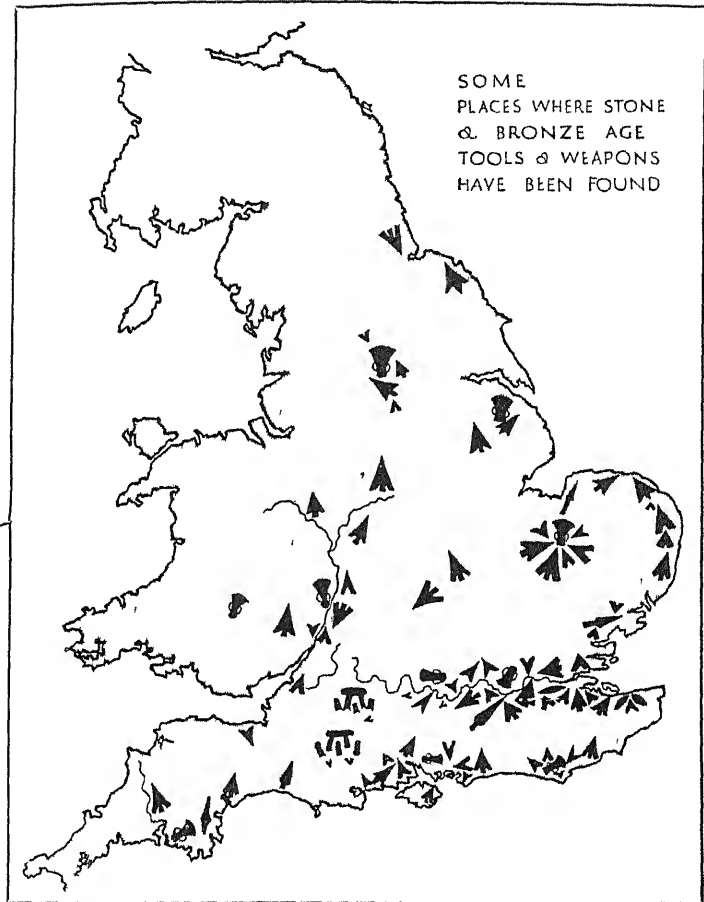 SOME
PLACES WHERE STONE
& BRONZE AGE
TOOLS & WEAPONS
HAVE BEEN FOUND